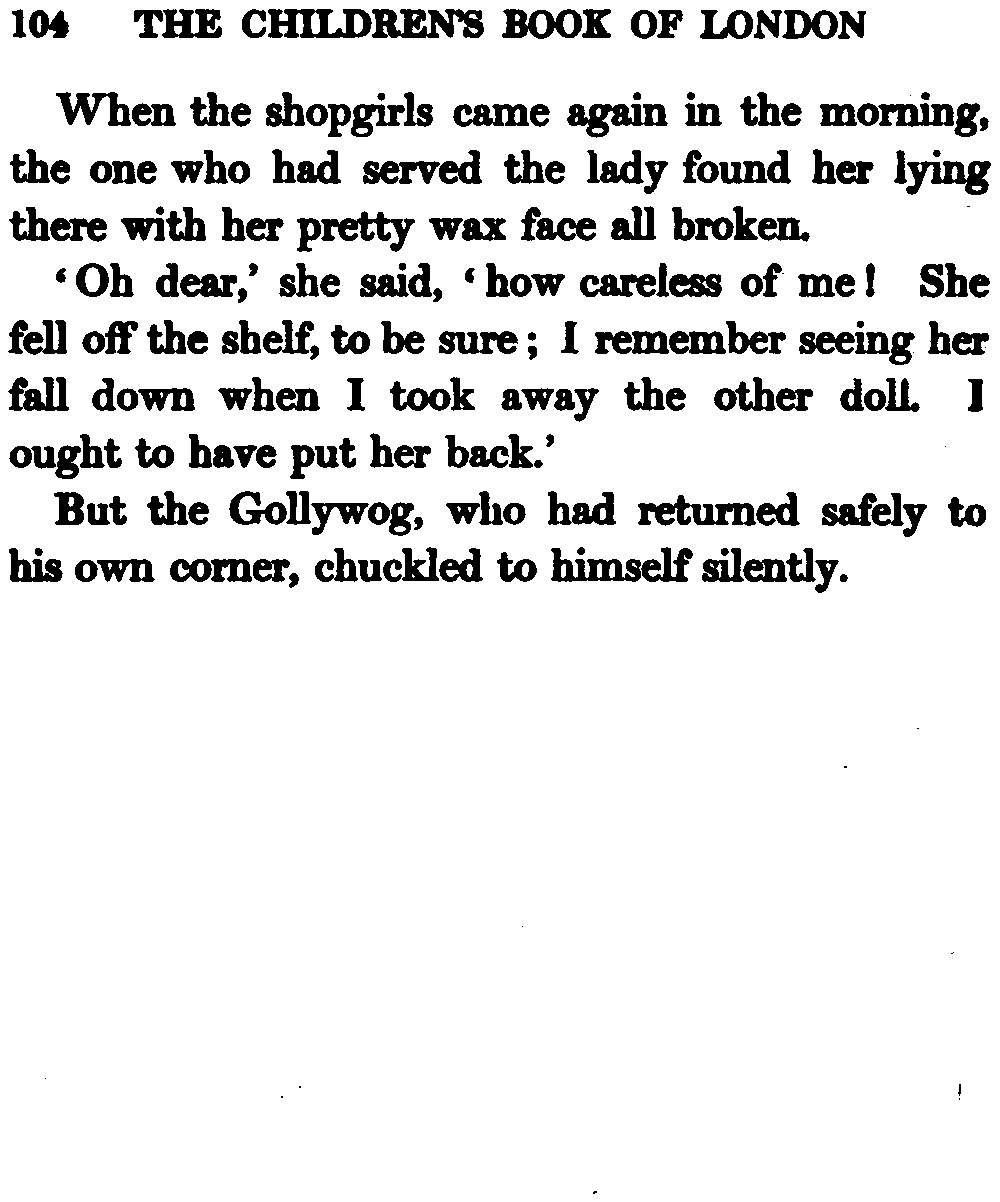 104 THE CHILDREN'S BOOK OF LONDON
When the shopgirls came again in the morning,
the one who had served the lady found her lying
there with her pretty wax face all broken.
‘Oh dear,’ she said, ‘how careless of me! She
fell off the shelf, to be sure; I remember seeing her
fall down when I took away the other doll. I
ought to have put her back.’
But the Gollywog, who had returned safely to
his own corner, chuckled to himself silently.